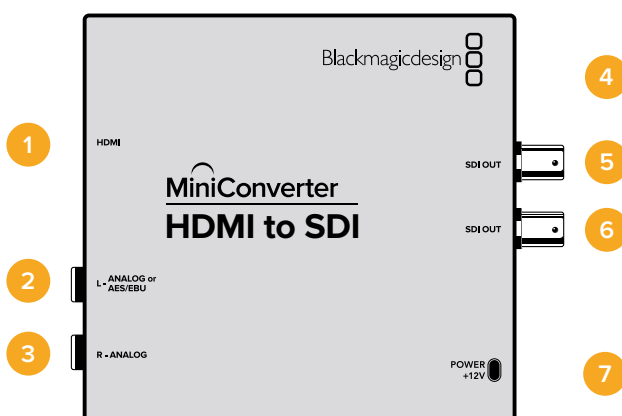 Blackmagicdesign
4
1
HDMI
SDI OUT
5
MiniConverter
HDMI to SDI
SDI OUT
6
2
L - ANALOG or
AES/EBU
3
R - ANALOG
POWER
+12V
7